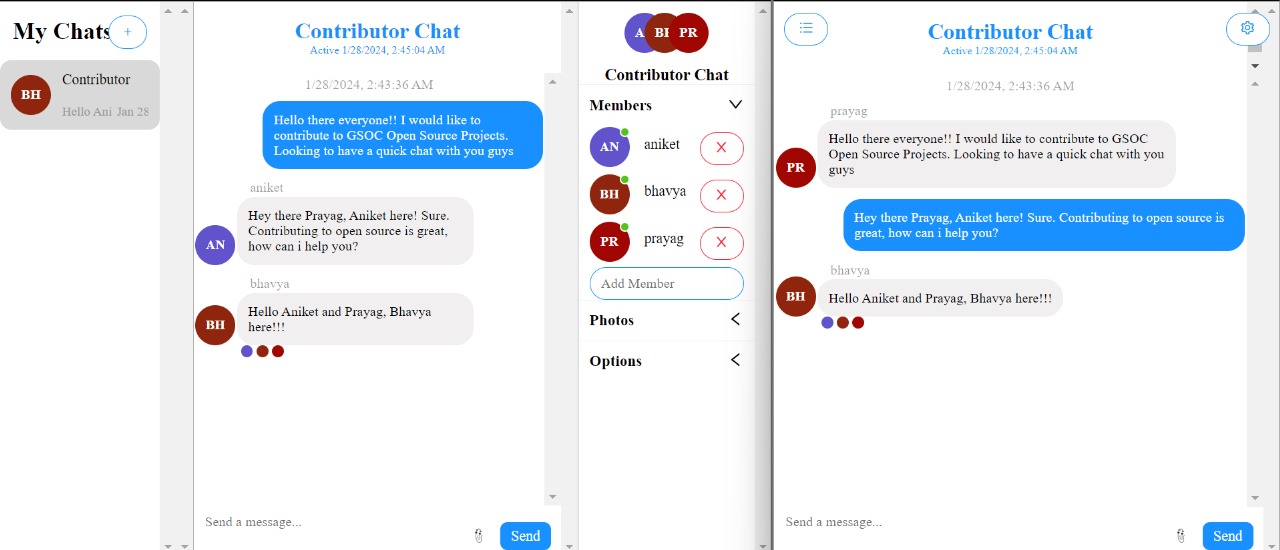 My Chats
+
BH
Contributor
Hello Ani Jan 28
Contributor Chat
Active 1/28/2024, 2:45:04 AM
1/28/2024, 2:43:36 AM
Hello there everyone!! I would like to
contribute to GSOC Open Source Projects.
Looking to have a quick chat with you guys
aniket
AN
Hey there Prayag, Aniket here! Sure.
Contributing to open source is geat,
how can i help you?
bhavya
BH
Hello Aniket and Prayag, Bhavya
here!!!
Send a message...
Send
A BH PR
Contributor Chat
Members
AN aniket X
BH bhavya X
PR prayag X
Add Member
Photos
Options
Contributor Chat
Active 1/28/2024, 2:45:04 AM
1/28/2024, 2:43:36 AM
prayag
PR
Hello there everyone!! I would like to contribute to GSOC
Open Source Projects. Looking to have a quick chat with you
guys
Hey there Prayag, Aniket here! Sure. Contributing to open source is
great, how can i help you?
bhavya
BH
Hello Aniket and Prayag, Bhavya here!!!
Send a message...
Send